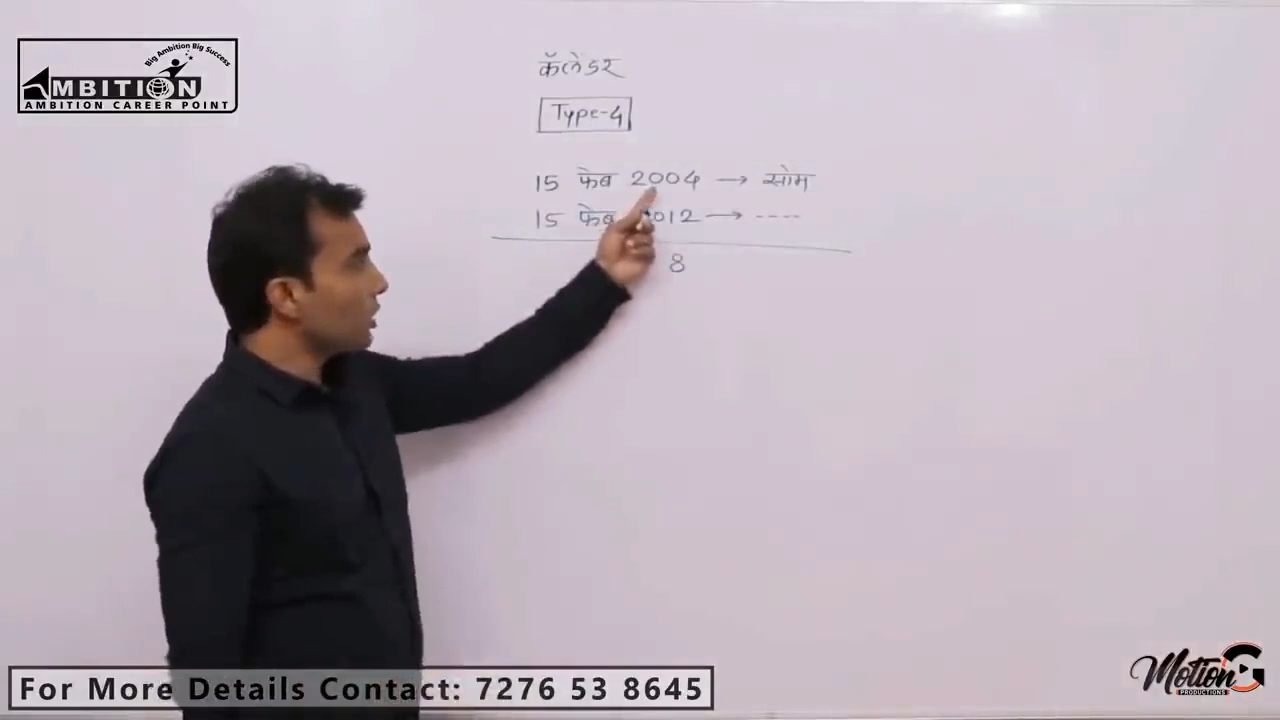 Big Ambition Big Success
AMBITION
AMBITION CAREER POINT
कॅलेंडर
Type-4
15 फेब 2004 → सोम
15 फेब 2012 → ----
8
For More Details Contact: 7276 53 8645
Motion G
PRODUCTIONS